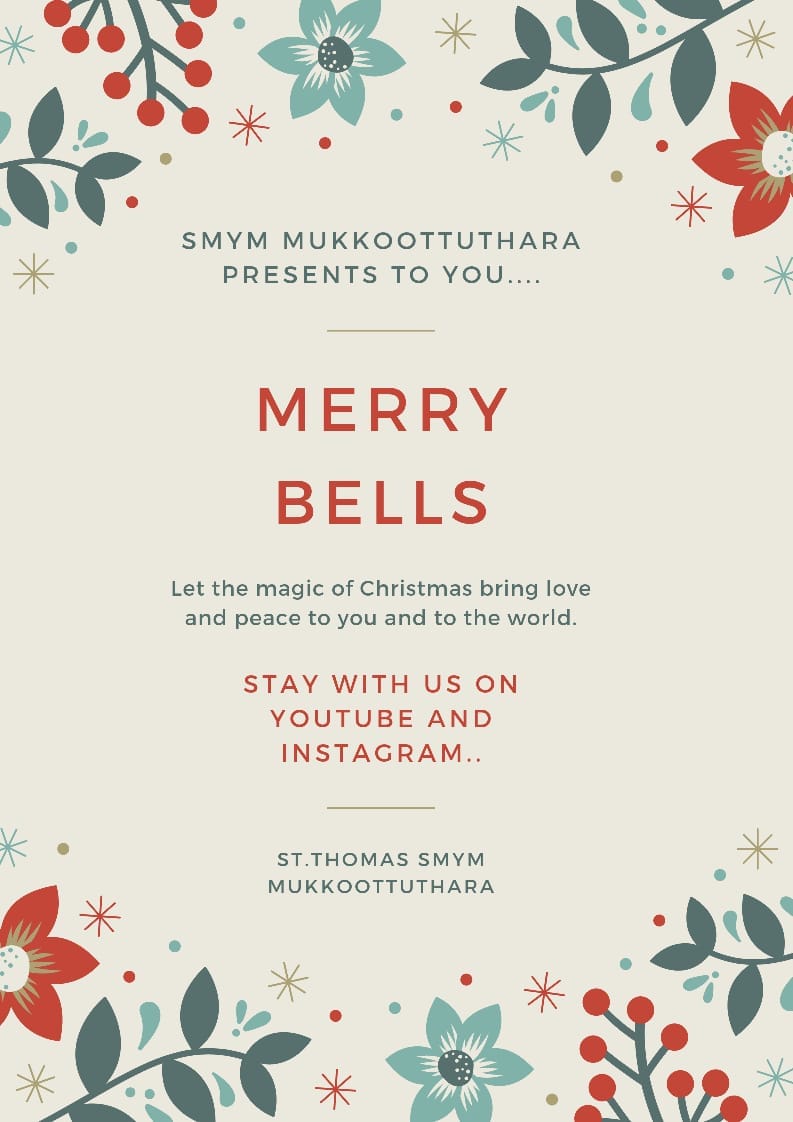 SMYM MUKKOOTTUTHARA
PRESENTS TO YOU....
MERRY
BELLS
Let the magic of Christmas bring love
and peace to you and to the world.
STAY WITH US ON
YOUTUBE AND
INSTAGRAM..
ST.THOMAS SMYM
MUKKOOTTUTHARA